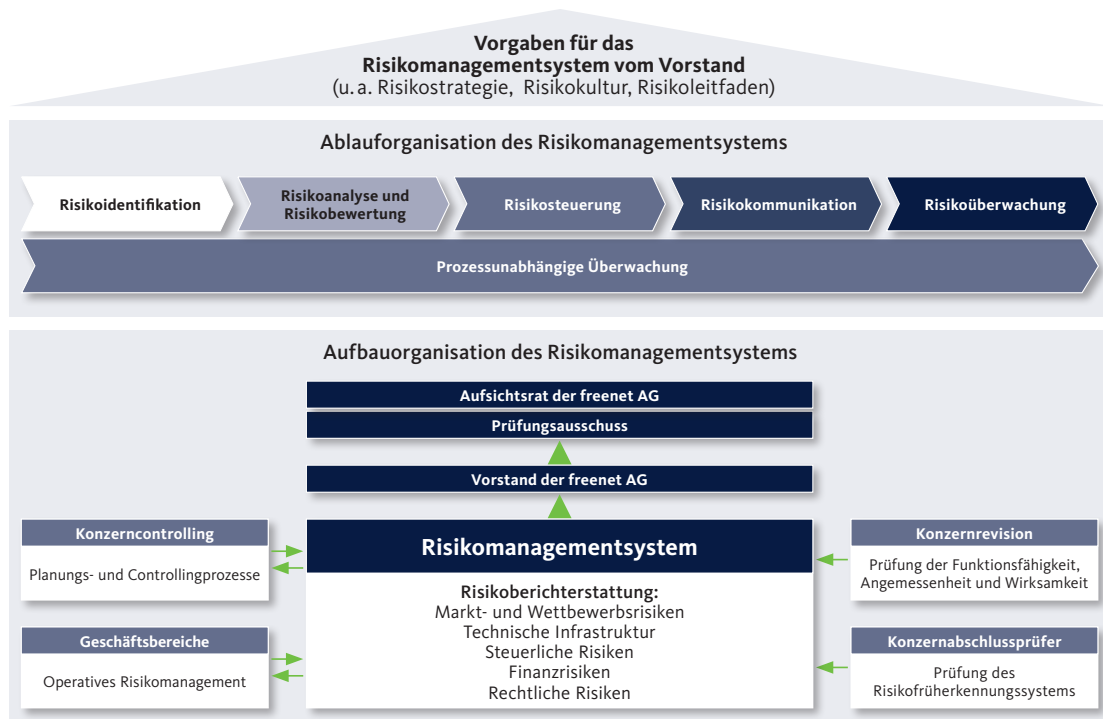 Vorgaben für das
Risikomanagementsystem vom Vorstand
(u. a. Risikostrategie, Risikokultur, Risikoleitfaden)
Ablauforganisation des Risikomanagementsystems
Risikoidentifikation
Risikoanalyse und
Risikobewertung
Risikosteuerung
Risikokommunikation
Risikoüberwachung
Prozessunabhängige Überwachung
Aufbauorganisation des Risikomanagementsystems
Aufsichtsrat der freenet AG
Prüfungsausschuss
Vorstand der freenet AG
Konzerncontrolling
Planungs- und Controllingprozesse
Geschäftsbereiche
Operatives Risikomanagement
Risikomanagementsystem
Risikoberichterstattung:
Markt- und Wettbewerbsrisiken
Technische Infrastruktur
Steuerliche Risiken
Finanzrisiken
Rechtliche Risiken
Konzernrevision
Prüfung der Funktionsfähigkeit,
Angemessenheit und Wirksamkeit
Konzernabschlussprüfer
Prüfung des
Risikofrüherkennungssystems